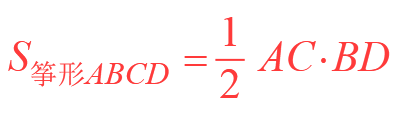 S筝形ABCD = 1/2 AC·BD